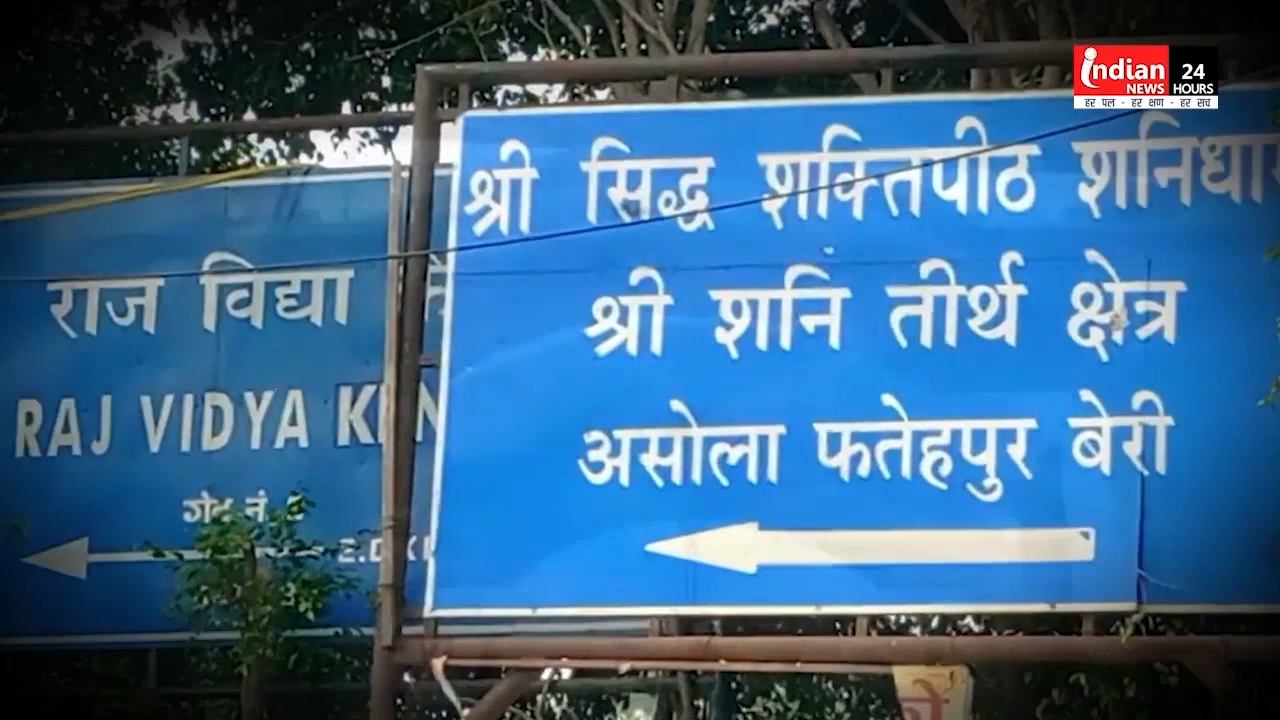 indian
NEWS
24
HOURS
हर पल - हर क्षण - हर सच
श्री सिद्ध शक्तिपीठ शनिधा
श्री शनि तीर्थ क्षेत्र
असोला फतेहपुर बेरी
राज विद्या
RAJ VIDYA